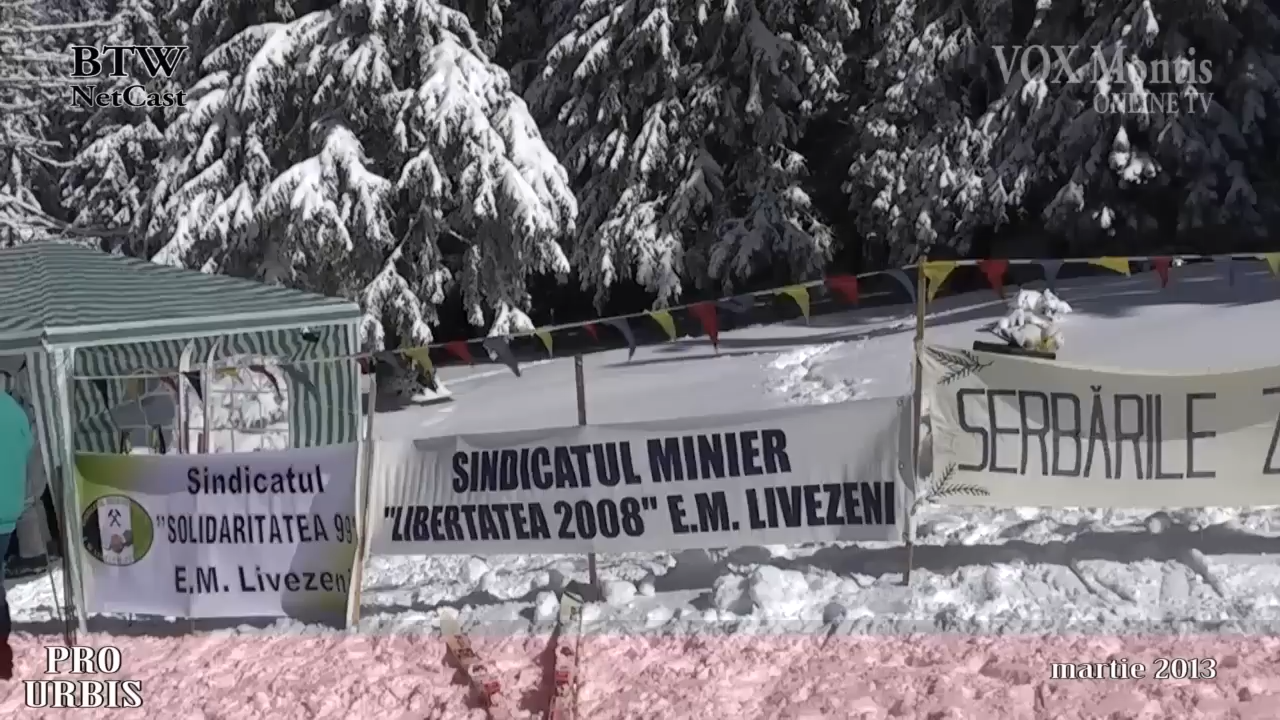 BTW
NetCast
VOX Montis
ONLINE TV
Sindicatul
"SOLIDARITATEA 99"
E.M. Livezeni
SINDICATUL MINIER
"LIBERTATEA 2008" E.M. LIVEZENI
SERBĂRILE
PRO
URBIS
martie 2013